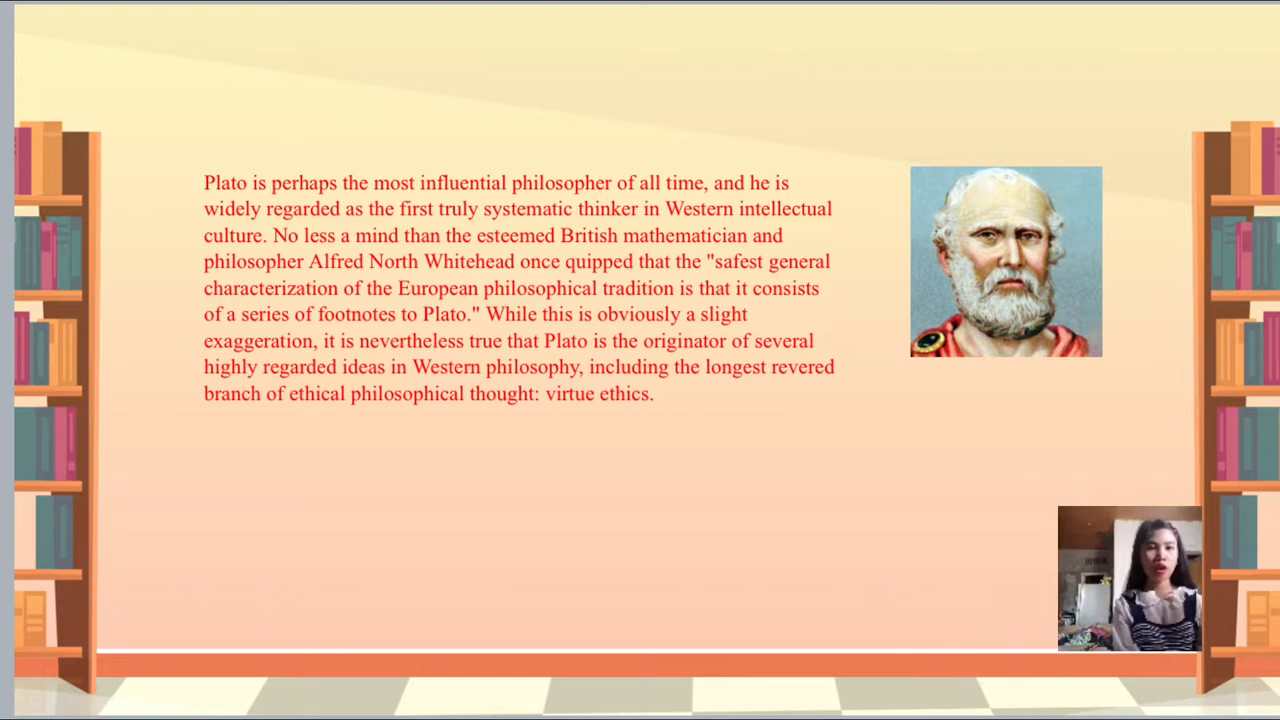 Plato is perhaps the most influential philosopher of all time, and he is
widely regarded as the first truly systematic thinker in Western intellectual
culture. No less a mind than the esteemed British mathematician and
philosopher Alfred North Whitehead once quipped that the "safest general
characterization of the European philosophical tradition is that it consists
of a series of footnotes to Plato." While this is obviously a slight
exaggeration, it is nevertheless true that Plato is the originator of several
highly regarded ideas in Western philosophy, including the longest revered
branch of ethical philosophical thought: virtue ethics.